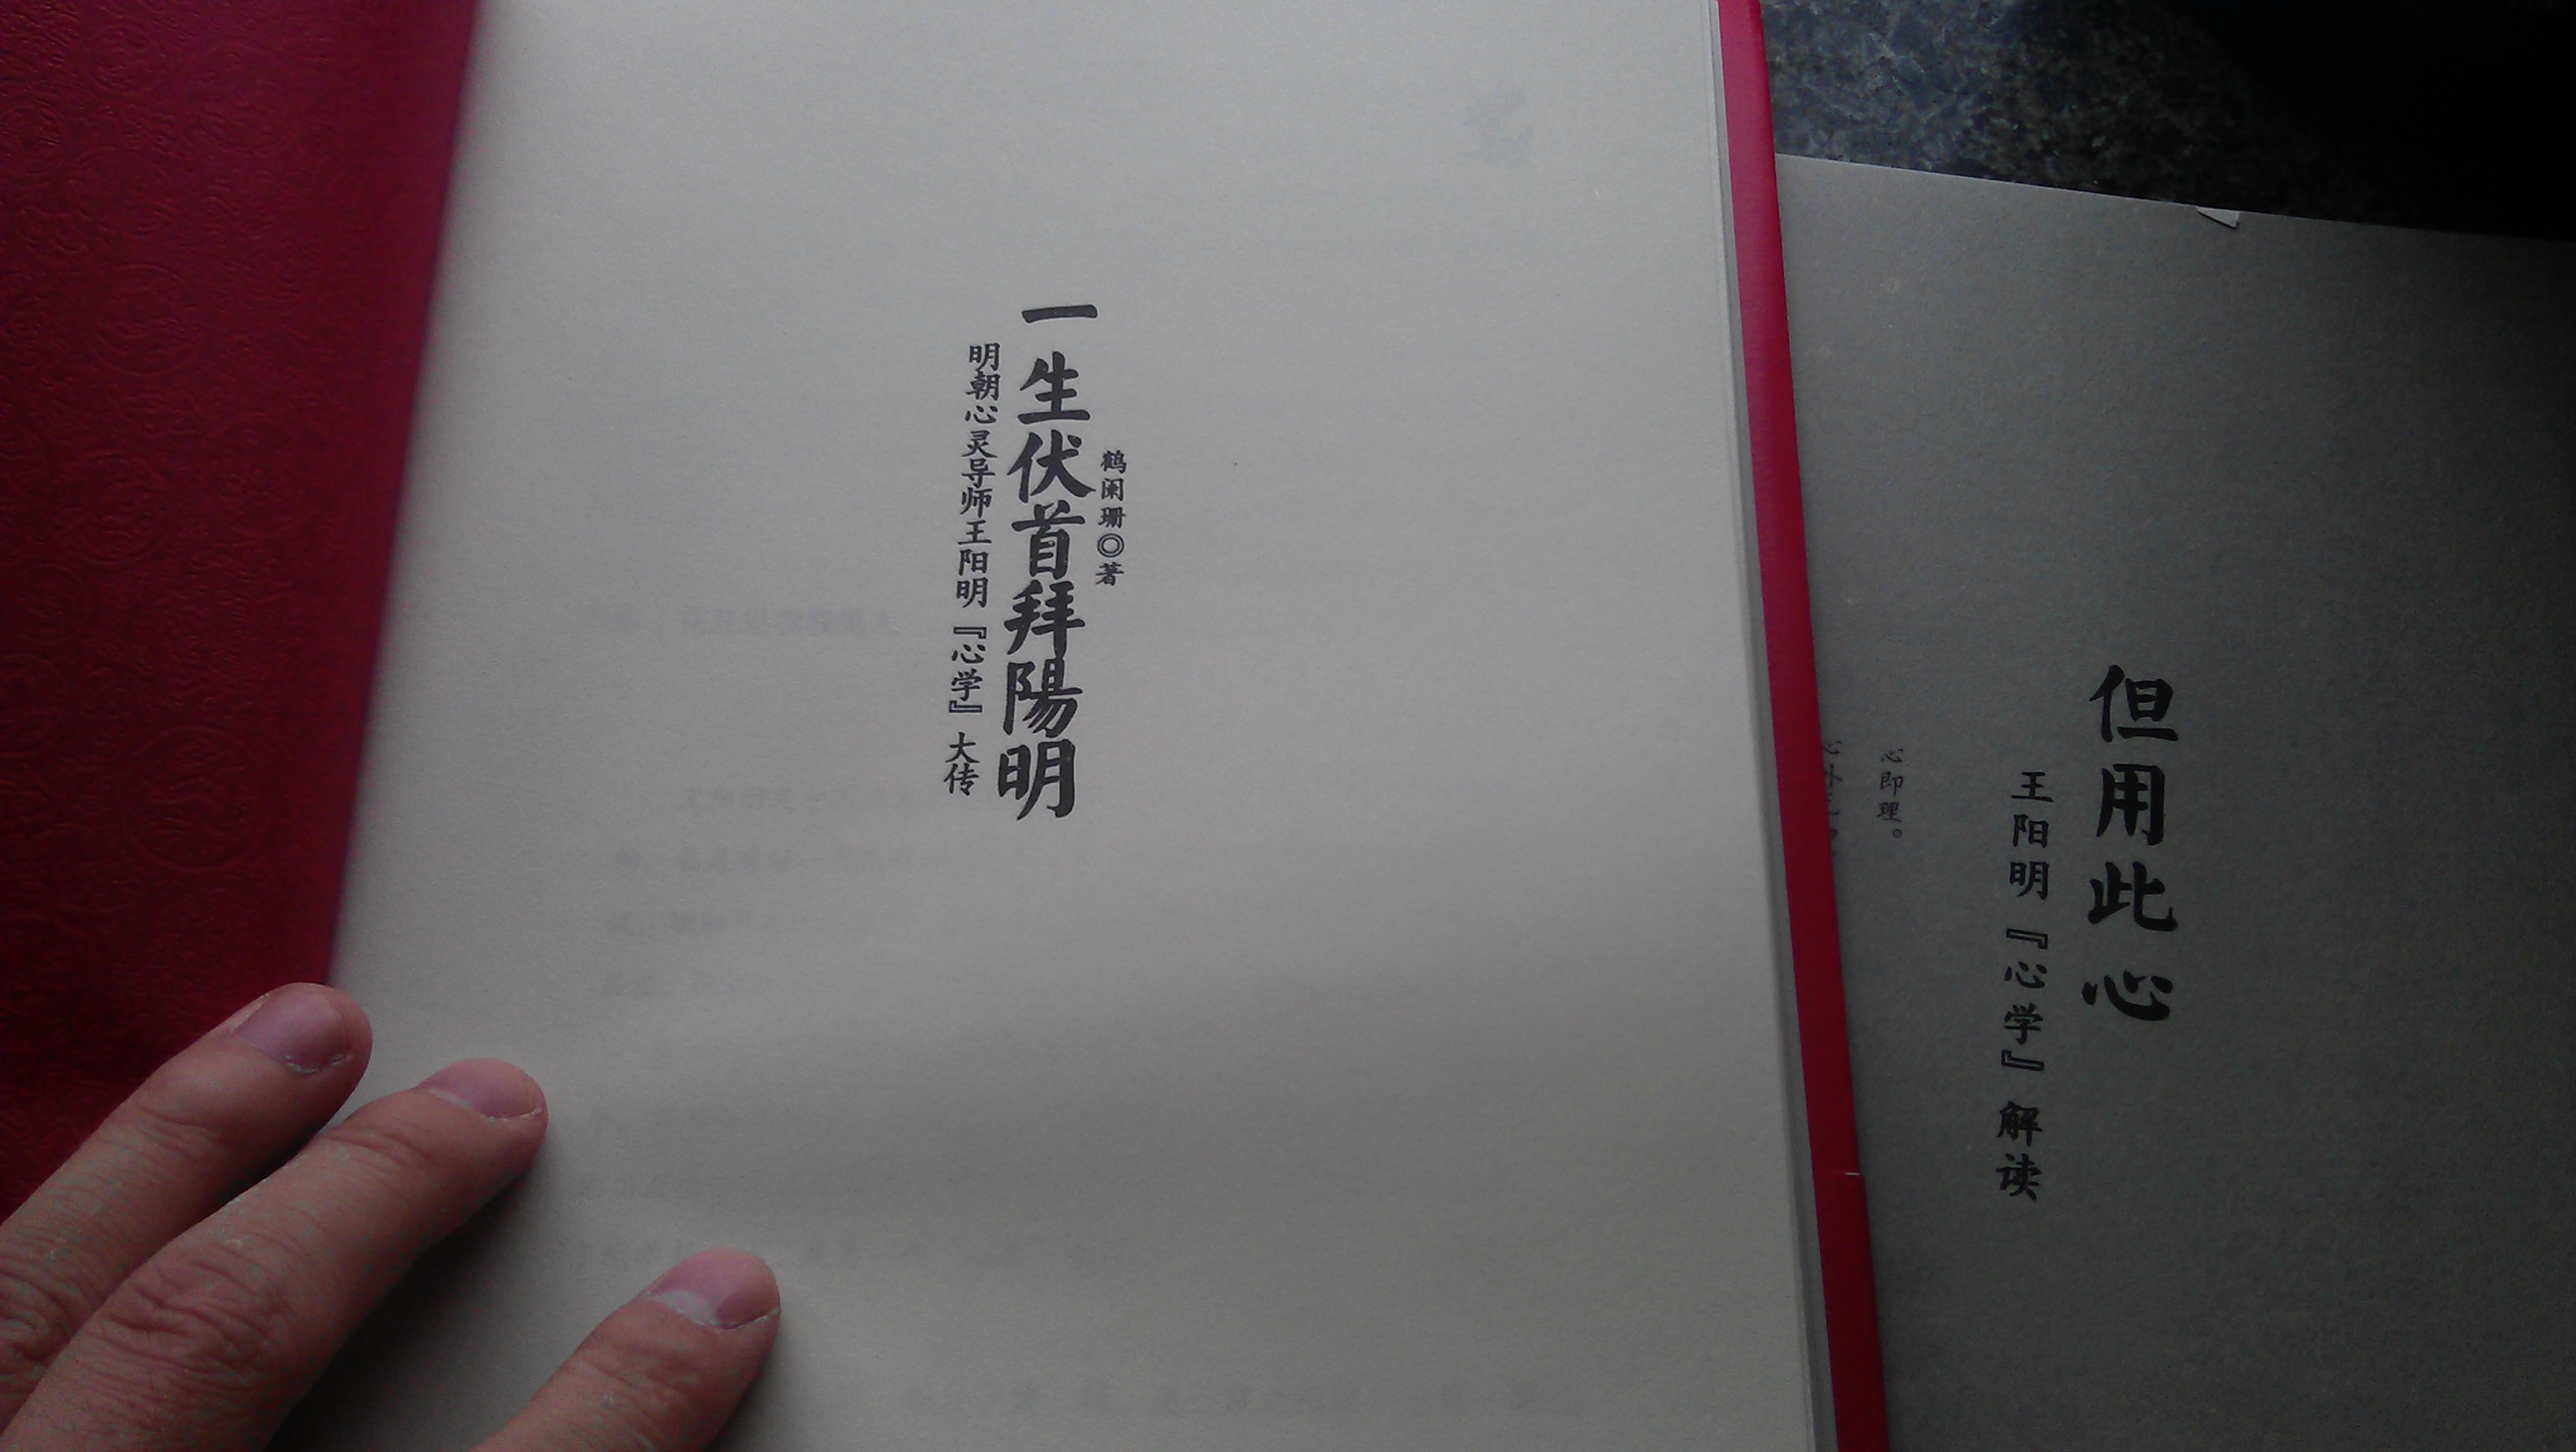 鹤阑珊◎著
一生伏首拜陽明
明朝心灵导师王阳明『心学』大传
但用此心
王阳明『心学』解读
心即理。